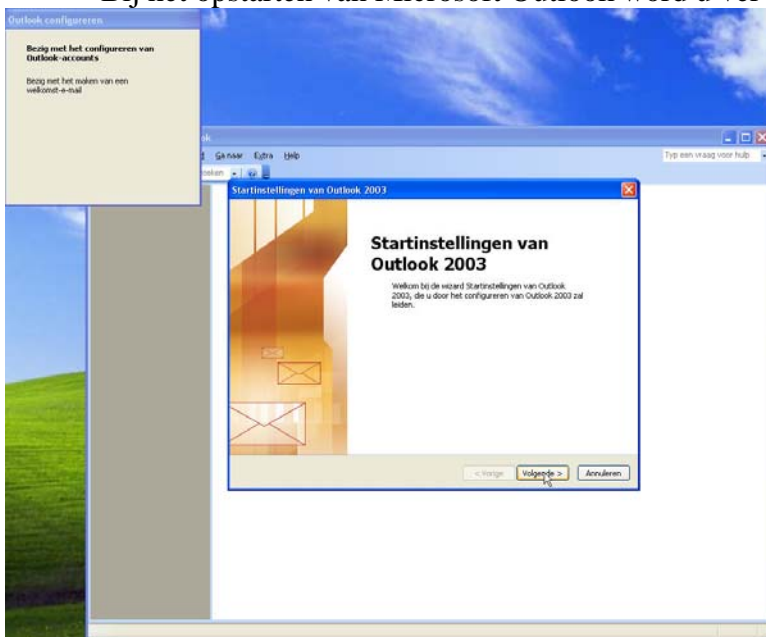 Bij het opstarten van Microsoft Outlook word u ver
Outlook configureren
Bezig met het configureren van
Outlook-accounts
Bezig met het maken van een
welkomst-e-mail
Ga naar Extra Help
Typ een vraag voor hulp
Startinstellingen van Outlook 2003
Startinstellingen van
Outlook 2003
Welkom bij de wizard Startinstellingen van Outlook
2003, die u door het configureren van Outlook 2003 zal
leiden.
< Vorige Volgende > Annuleren